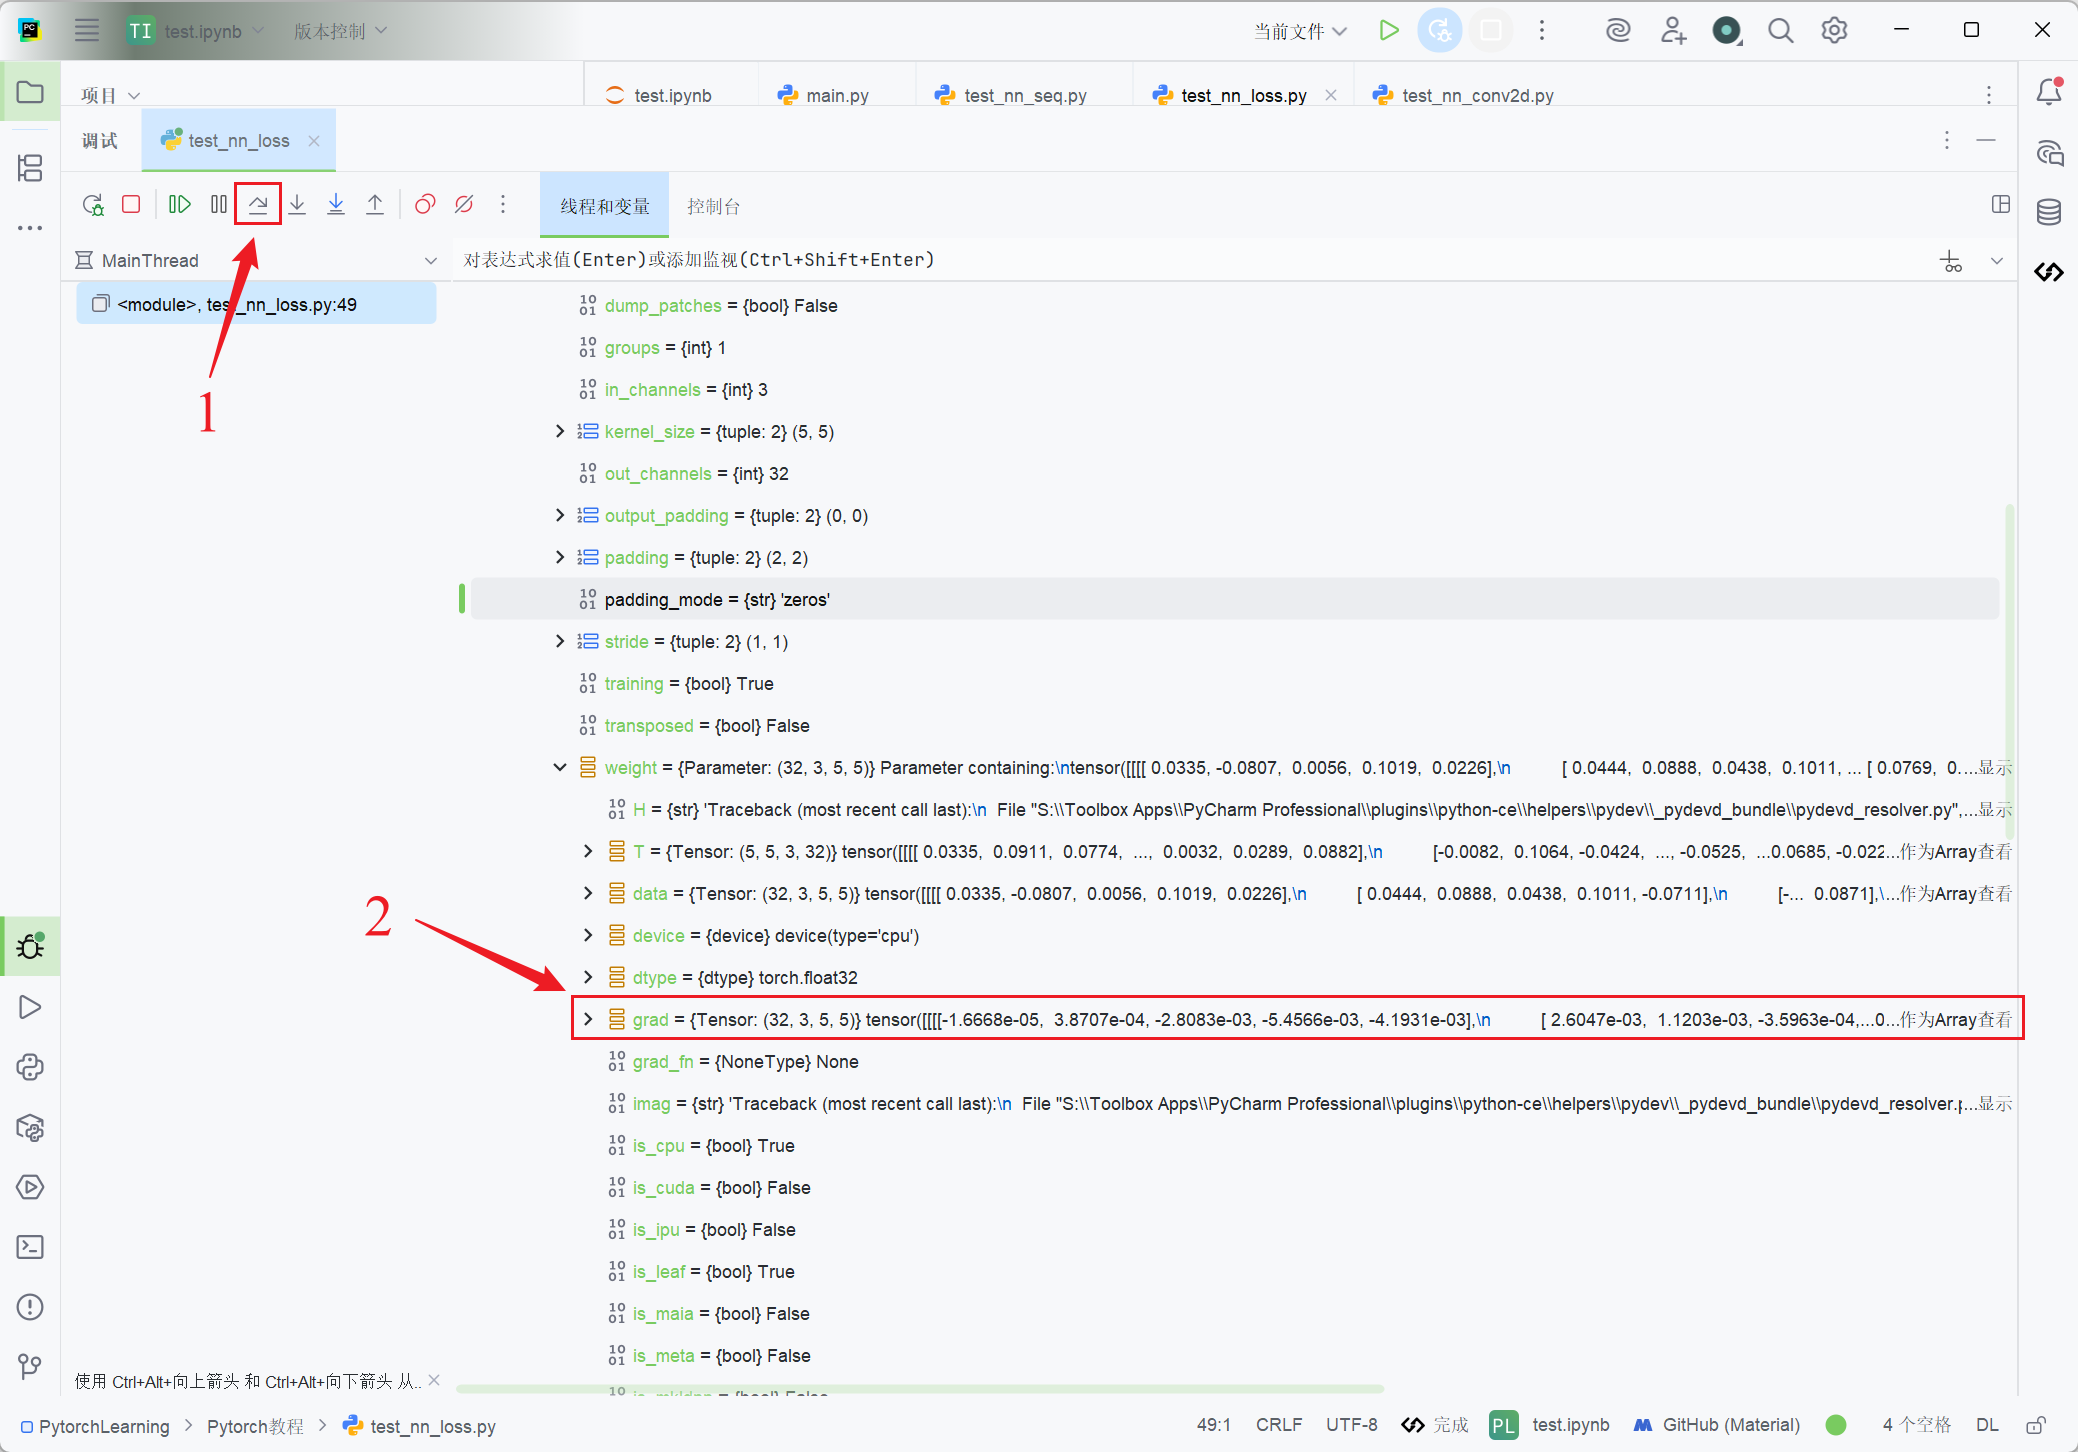 TI test.ipynb 版本控制 当前文件
项目 test.ipynb main.py test_nn_seq.py test_nn_loss.py test_nn_conv2d.py
调试 test_nn_loss
线程和变量 控制台
MainThread 对表达式求值(Enter)或添加监视(Ctrl+Shift+Enter)
<module>, test_nn_loss.py:49
dump_patches = {bool} False
groups = {int} 1
in_channels = {int} 3
1
kernel_size = {tuple: 2} (5, 5)
out_channels = {int} 32
output_padding = {tuple: 2} (0, 0)
padding = {tuple: 2} (2, 2)
padding_mode = {str} 'zeros'
stride = {tuple: 2} (1, 1)
training = {bool} True
transposed = {bool} False
weight = {Parameter: (32, 3, 5, 5)} Parameter containing:\ntensor([[[[ 0.0335, -0.0807, 0.0056, 0.1019, 0.0226],\n [ 0.0444, 0.0888, 0.0438, 0.1011, ... [ 0.0769, 0....显示
H = {str} 'Traceback (most recent call last):\n File "S:\\Toolbox Apps\\PyCharm Professional\\plugins\\python-ce\\helpers\\pydev\\_pydevd_bundle\\pydevd_resolver.py",...显示
T = {Tensor: (5, 5, 3, 32)} tensor([[[[ 0.0335, 0.0911, 0.0774, ..., 0.0032, 0.0289, 0.0882],\n [-0.0082, 0.1064, -0.0424, ..., -0.0525, ...0.0685, -0.022...作为Array查看
data = {Tensor: (32, 3, 5, 5)} tensor([[[[ 0.0335, -0.0807, 0.0056, 0.1019, 0.0226],\n [ 0.0444, 0.0888, 0.0438, 0.1011, -0.0711],\n [-... 0.0871],\...作为Array查看
2
device = {device} device(type='cpu')
dtype = {dtype} torch.float32
grad = {Tensor: (32, 3, 5, 5)} tensor([[[[-1.6668e-05, 3.8707e-04, -2.8083e-03, -5.4566e-03, -4.1931e-03],\n [ 2.6047e-03, 1.1203e-03, -3.5963e-04,...0...作为Array查看
grad_fn = {NoneType} None
imag = {str} 'Traceback (most recent call last):\n File "S:\\Toolbox Apps\\PyCharm Professional\\plugins\\python-ce\\helpers\\pydev\\_pydevd_bundle\\pydevd_resolver.p...显示
is_cpu = {bool} True
is_cuda = {bool} False
is_ipu = {bool} False
is_leaf = {bool} True
is_maia = {bool} False
is_meta = {bool} False
使用 Ctrl+Alt+向上箭头 和 Ctrl+Alt+向下箭头 从..
PytorchLearning Pytorch教程 test_nn_loss.py 49:1 CRLF UTF-8 完成 PL test.ipynb GitHub (Material) 4 个空格 DL